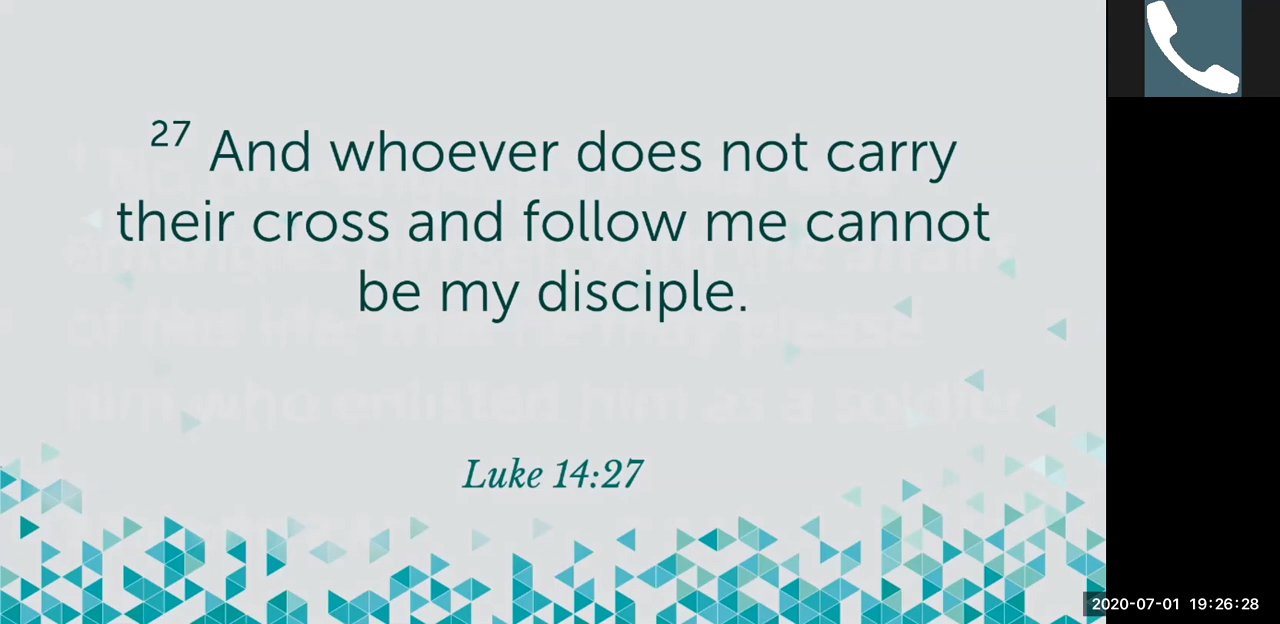 27 And whoever does not carry
their cross and follow me cannot
be my disciple.
Luke 14:27
2020-07-01 19:26:28